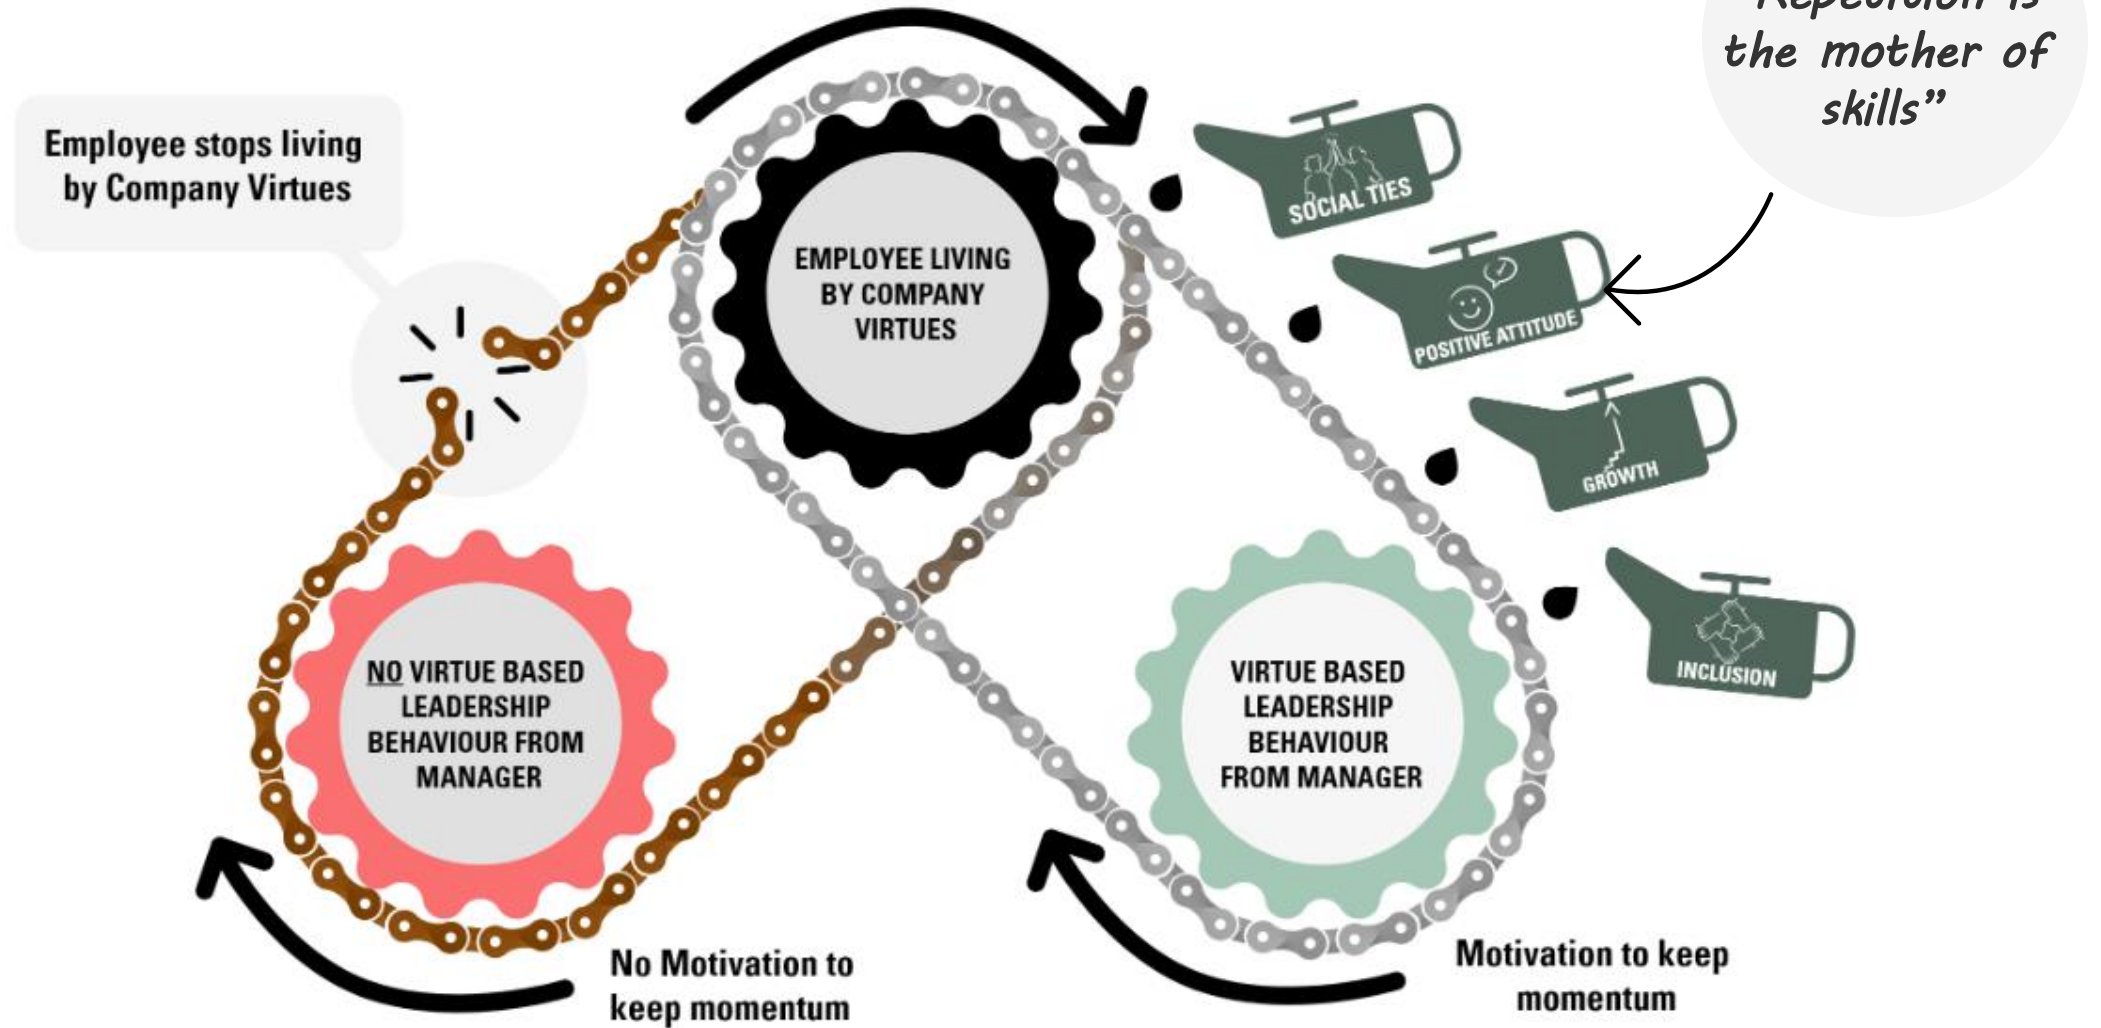 Repetition is
the mother of
skills”
Employee stops living
by Company Virtues
EMPLOYEE LIVING
BY COMPANY
VIRTUES
SOCIAL TIES
POSITIVE ATTITUDE
GROWTH
INCLUSION
NO VIRTUE BASED
LEADERSHIP
BEHAVIOUR FROM
MANAGER
VIRTUE BASED
LEADERSHIP
BEHAVIOUR
FROM MANAGER
No Motivation to
keep momentum
Motivation to keep
momentum